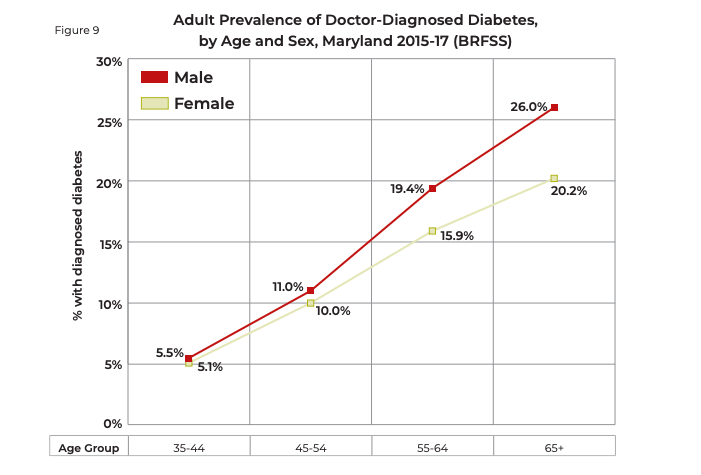 Figure 9
Adult Prevalence of Doctor-Diagnosed Diabetes,
by Age and Sex, Maryland 2015-17 (BRFSS)
% with diagnosed diabetes
30%
25%
20%
15%
10%
5%
0%
Male
Female
5.5%
5.1%
11.0%
10.0%
19.4%
15.9%
26.0%
20.2%
Age Group 35-44 45-54 55-64 65+